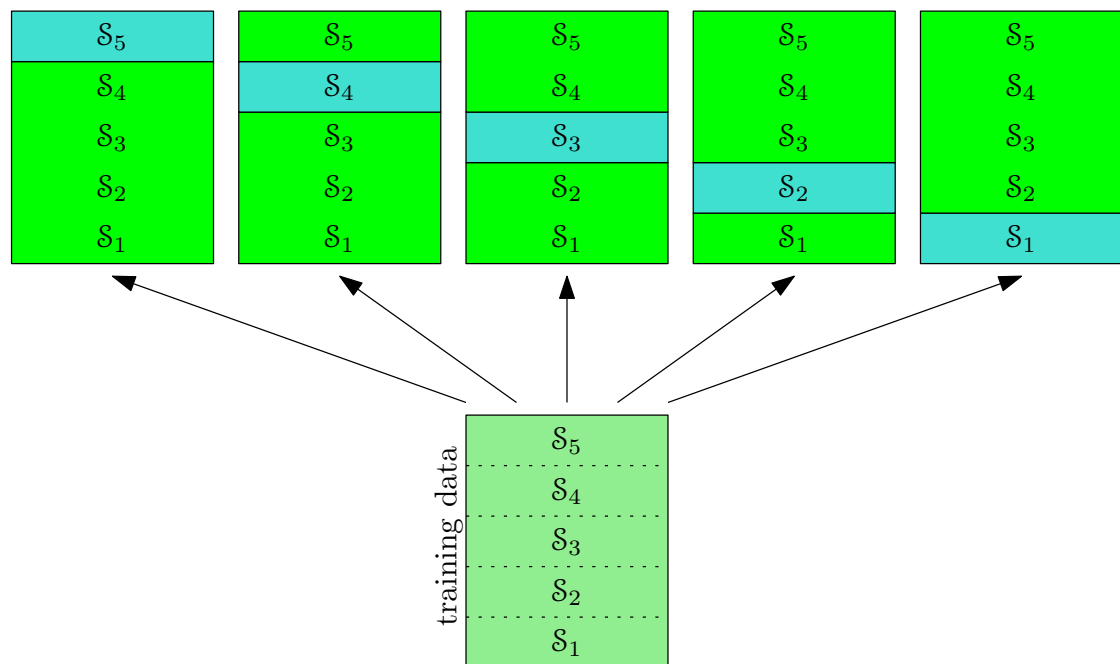 𝒮₅ 𝒮₅ 𝒮₅ 𝒮₅ 𝒮₅
𝒮₄ 𝒮₄ 𝒮₄ 𝒮₄ 𝒮₄
𝒮₃ 𝒮₃ 𝒮₃ 𝒮₃ 𝒮₃
𝒮₂ 𝒮₂ 𝒮₂ 𝒮₂ 𝒮₂
𝒮₁ 𝒮₁ 𝒮₁ 𝒮₁ 𝒮₁
training data
𝒮₅
𝒮₄
𝒮₃
𝒮₂
𝒮₁